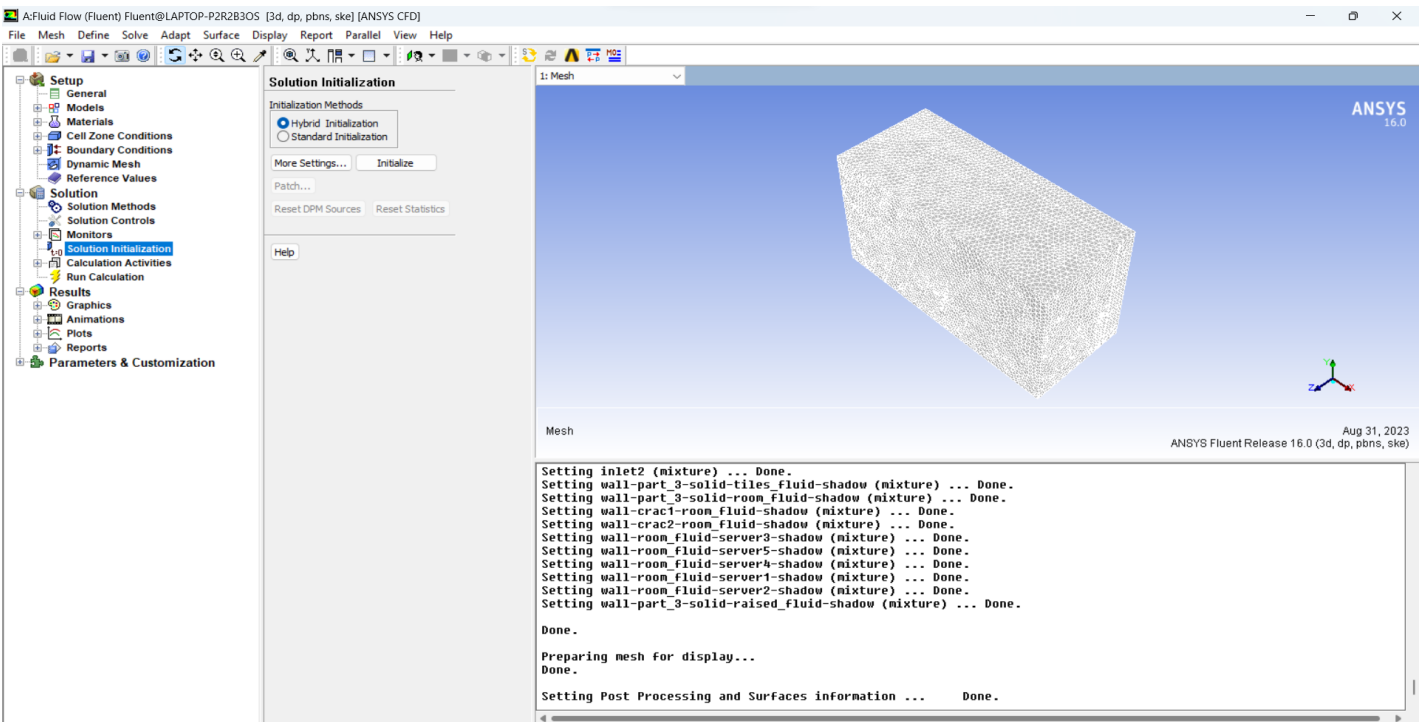 A:Fluid Flow (Fluent) Fluent@LAPTOP-P2R2B3OS [3d, dp, pbns, ske] [ANSYS CFD]
File Mesh Define Solve Adapt Surface Display Report Parallel View Help
Setup
General
Models
Materials
Cell Zone Conditions
Boundary Conditions
Dynamic Mesh
Reference Values
Solution
Solution Methods
Solution Controls
Monitors
t=0 Solution Initialization
Calculation Activities
Run Calculation
Results
Graphics
Animations
Plots
Reports
Parameters & Customization
Solution Initialization
Initialization Methods
Hybrid Initialization
Standard Initialization
More Settings... Initialize
Patch...
Reset DPM Sources Reset Statistics
Help
1: Mesh
ANSYS
16.0
Y
Z X
Mesh Aug 31, 2023
ANSYS Fluent Release 16.0 (3d, dp, pbns, ske)
Setting inlet2 (mixture) ... Done.
Setting wall-part_3-solid-tiles_fluid-shadow (mixture) ... Done.
Setting wall-part_3-solid-room_fluid-shadow (mixture) ... Done.
Setting wall-crac1-room_fluid-shadow (mixture) ... Done.
Setting wall-crac2-room_fluid-shadow (mixture) ... Done.
Setting wall-room_fluid-server3-shadow (mixture) ... Done.
Setting wall-room_fluid-server5-shadow (mixture) ... Done.
Setting wall-room_fluid-server4-shadow (mixture) ... Done.
Setting wall-room_fluid-server1-shadow (mixture) ... Done.
Setting wall-room_fluid-server2-shadow (mixture) ... Done.
Setting wall-part_3-solid-raised_fluid-shadow (mixture) ... Done.
Done.
Preparing mesh for display...
Done.
Setting Post Processing and Surfaces information ... Done.